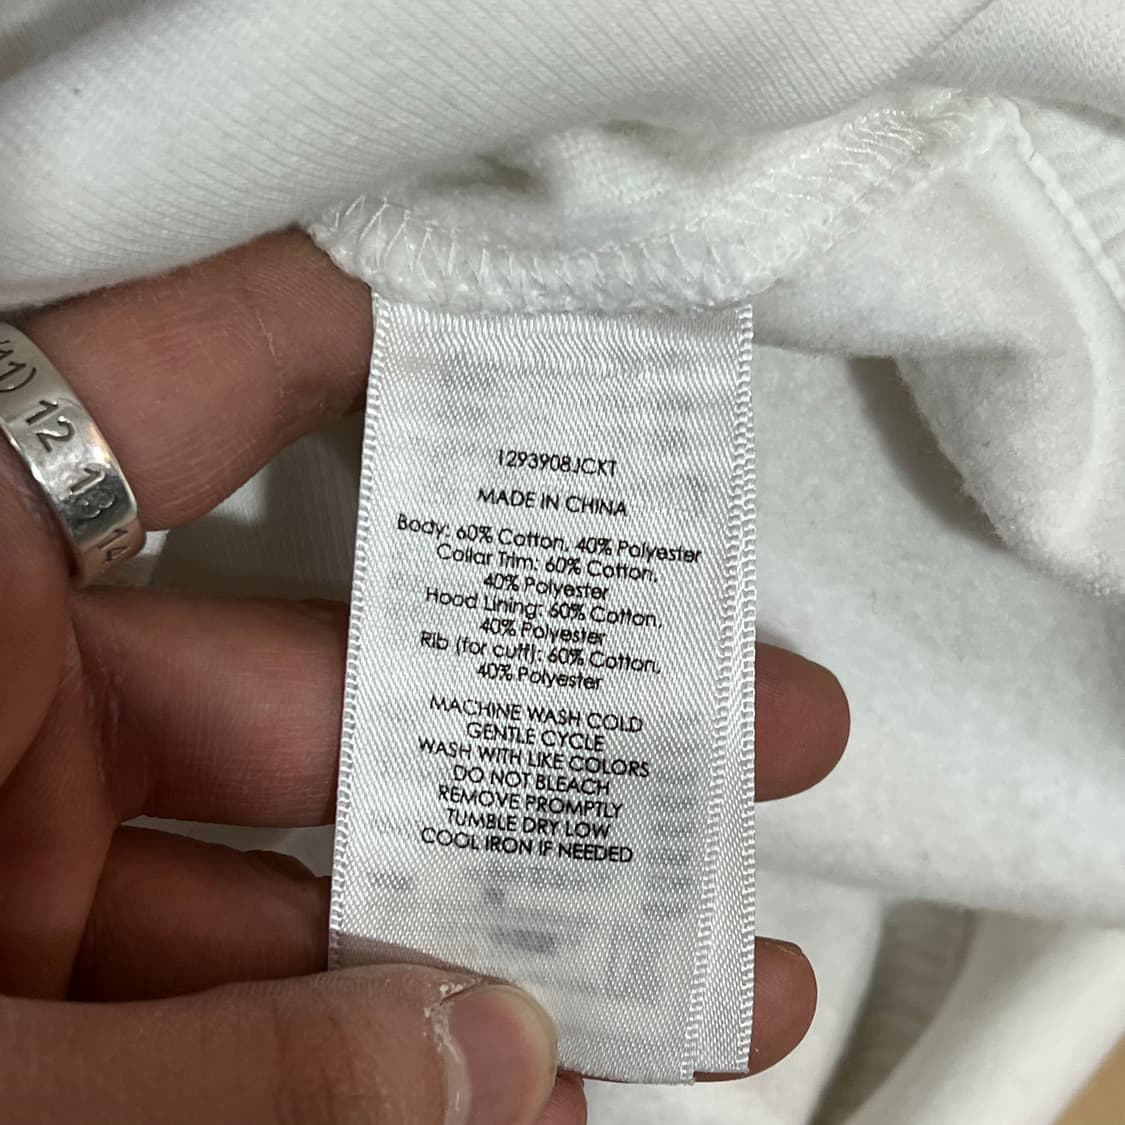 11) 12 13 14
1293908JCKT
MADE IN CHINA
Body: 60% Cotton, 40% Polyester
Collar Trim: 60% Cotton,
40% Polyester
Hood Lining: 60% Cotton,
40% Polyester
Rib (for cuff): 60% Cotton,
40% Polyester
MACHINE WASH COLD
GENTLE CYCLE
WASH WITH LIKE COLORS
DO NOT BLEACH
REMOVE PROMPTLY
TUMBLE DRY LOW
COOL IRON IF NEEDED